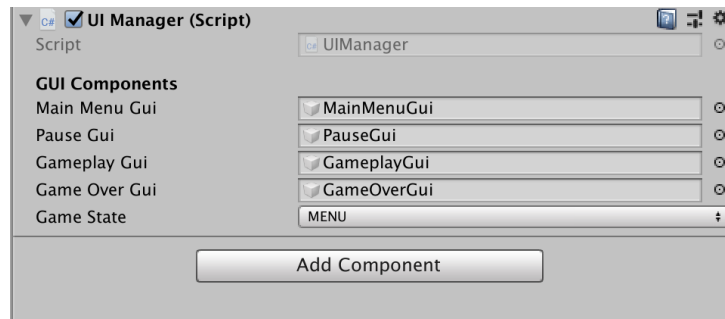 C# UI Manager (Script)
Script C# UIManager
GUI Components
Main Menu Gui MainMenuGui
Pause Gui PauseGui
Gameplay Gui GameplayGui
Game Over Gui GameOverGui
Game State MENU
Add Component